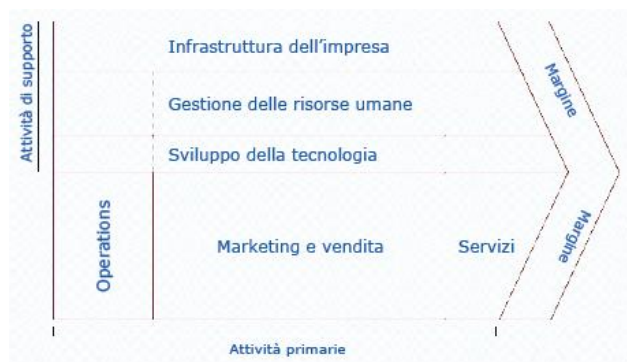 Attività di supporto
Infrastruttura dell'impresa
Gestione delle risorse umane
Sviluppo della tecnologia
Margine
Operations
Marketing e vendita
Servizi
Margine
Attività primarie